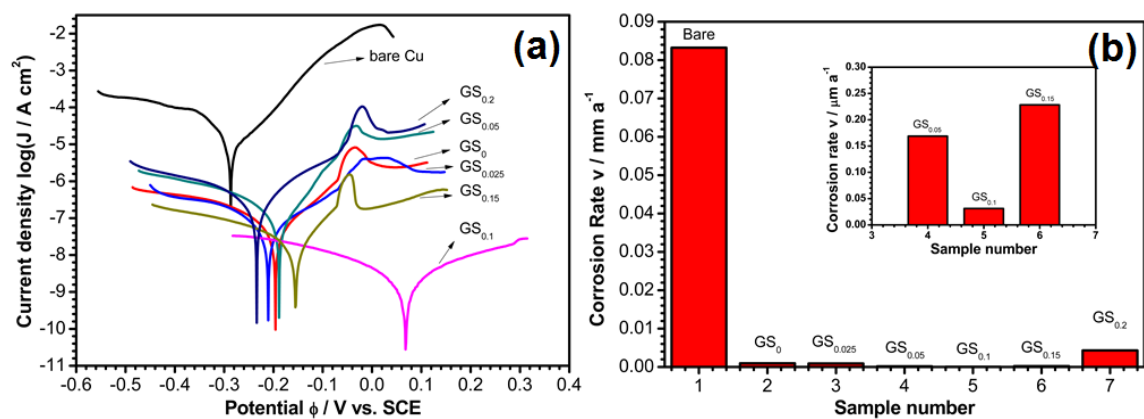 (a)
bare Cu
GS0.2
GS0.05
GS0
GS0.025
GS0.15
GS0.1
-2
-3
-4
-5
-6
-7
-8
-9
-10
-11
Current density log(J / A cm²)
-0.6 -0.5 -0.4 -0.3 -0.2 -0.1 0.0 0.1 0.2 0.3 0.4
Potential ϕ / V vs. SCE
(b)
Bare
GS0
GS0.025
GS0.05
GS0.1
GS0.15
GS0.2
0.09
0.08
0.07
0.06
0.05
0.04
0.03
0.02
0.01
0.00
Corrosion Rate v / mm a⁻¹
1 2 3 4 5 6 7
Sample number
0.30
0.25
0.20
0.15
0.10
0.05
0.00
Corrosion rate v / μm a⁻¹
GS0.05
GS0.1
GS0.15
3 4 5 6 7
Sample number